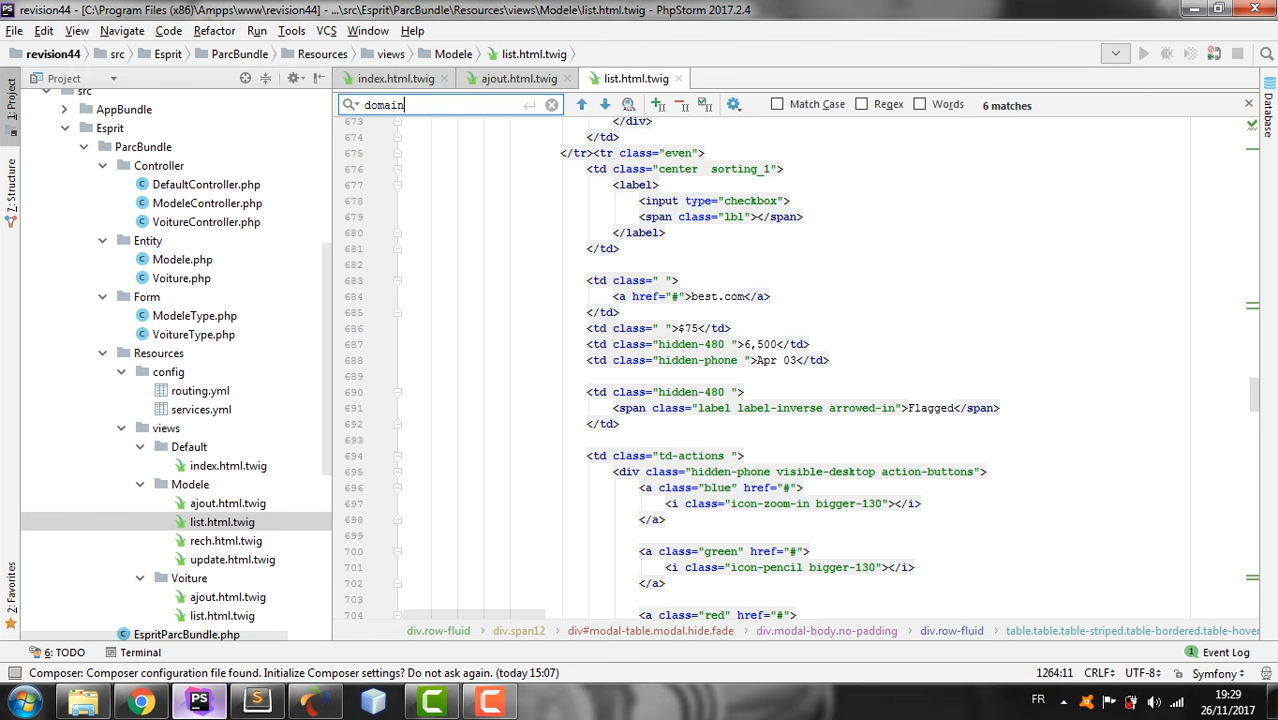 revision44 - [C:\Program Files (x86)\Ampps\www\revision44] - ...\src\Esprit\ParcBundle\Resources\views\Modele\list.html.twig - PhpStorm 2017.2.4
File Edit View Navigate Code Refactor Run Tools VCS Window Help
revision44 src Esprit ParcBundle Resources views Modele list.html.twig
Project
index.html.twig ajout.html.twig list.html.twig
domain Match Case Regex Words 6 matches
1: Project
7: Structure
2: Favorites
Database
src
AppBundle
Esprit
ParcBundle
Controller
DefaultController.php
ModeleController.php
VoitureController.php
Entity
Modele.php
Voiture.php
Form
ModeleType.php
VoitureType.php
Resources
config
routing.yml
services.yml
views
Default
index.html.twig
Modele
ajout.html.twig
list.html.twig
rech.html.twig
update.html.twig
Voiture
ajout.html.twig
list.html.twig
EspritParcBundle.php
673 </div>
674 </td>
675 </tr><tr class="even">
676 <td class="center  sorting_1">
677 <label>
678 <input type="checkbox">
679 <span class="lbl"></span>
680 </label>
681 </td>
682
683 <td class=" ">
684 <a href="#">best.com</a>
685 </td>
686 <td class=" ">$75</td>
687 <td class="hidden-480 ">6,500</td>
688 <td class="hidden-phone ">Apr 03</td>
689
690 <td class="hidden-480 ">
691 <span class="label label-inverse arrowed-in">Flagged</span>
692 </td>
693
694 <td class="td-actions ">
695 <div class="hidden-phone visible-desktop action-buttons">
696 <a class="blue" href="#">
697 <i class="icon-zoom-in bigger-130"></i>
698 </a>
699
700 <a class="green" href="#">
701 <i class="icon-pencil bigger-130"></i>
702 </a>
703
704 <a class="red" href="#">
div.row-fluid div.span12 div#modal-table.modal.hide.fade div.modal-body.no-padding div.row-fluid table.table.table-striped.table-bordered.table-hover
6: TODO Terminal 1 Event Log
Composer: Composer configuration file found. Initialize Composer settings? Do not ask again. (today 15:07) 1264:11 CRLF÷ UTF-8÷ Symfony÷
PS FR 19:29
26/11/2017